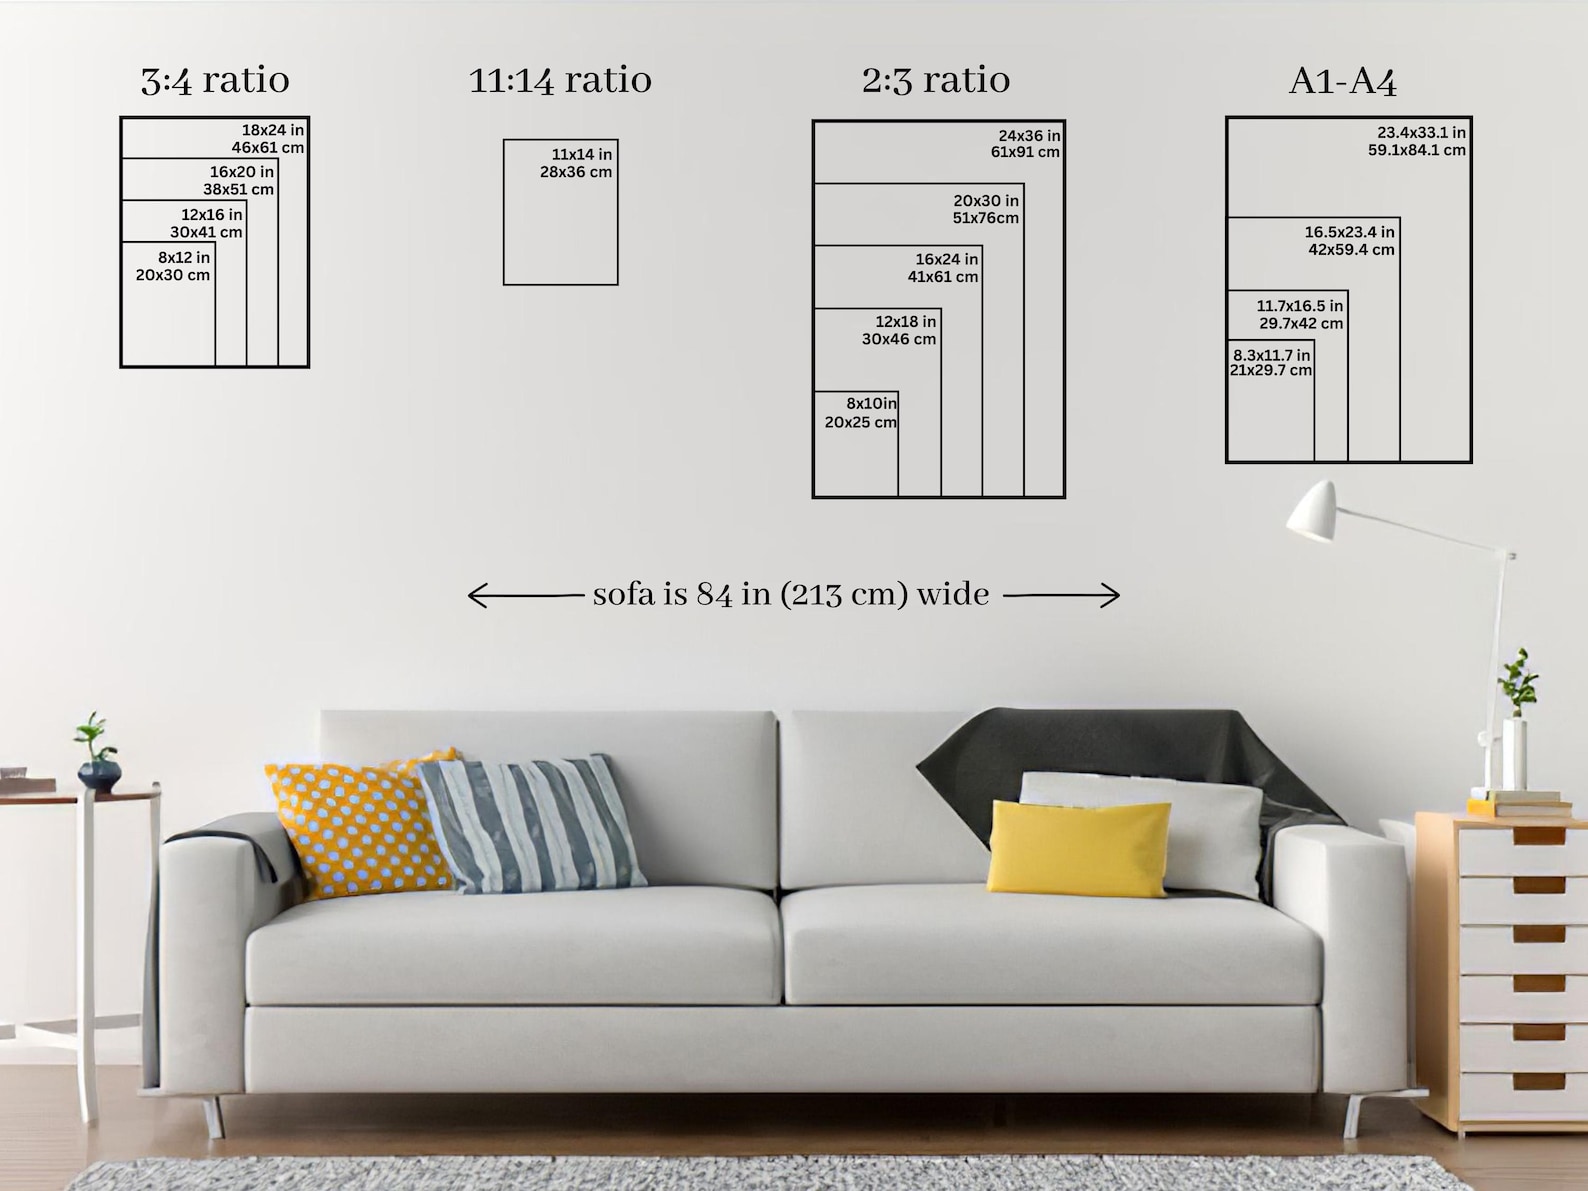 3:4 ratio
18x24 in
46x61 cm
16x20 in
38x51 cm
12x16 in
30x41 cm
8x12 in
20x30 cm
11:14 ratio
11x14 in
28x36 cm
2:3 ratio
24x36 in
61x91 cm
20x30 in
51x76cm
16x24 in
41x61 cm
12x18 in
30x46 cm
8x10in
20x25 cm
A1-A4
23.4x33.1 in
59.1x84.1 cm
16.5x23.4 in
42x59.4 cm
11.7x16.5 in
29.7x42 cm
8.3x11.7 in
21x29.7 cm
sofa is 84 in (213 cm) wide